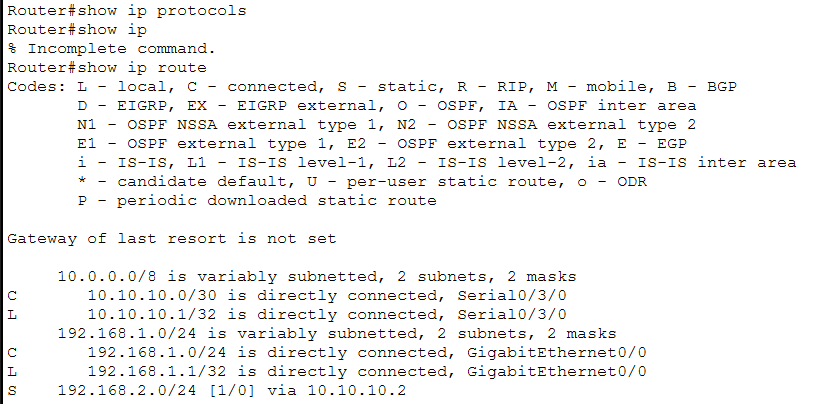 Router#show ip protocols
Router#show ip
% Incomplete command.
Router#show ip route
Codes: L - local, C - connected, S - static, R - RIP, M - mobile, B - BGP
       D - EIGRP, EX - EIGRP external, O - OSPF, IA - OSPF inter area
       N1 - OSPF NSSA external type 1, N2 - OSPF NSSA external type 2
       E1 - OSPF external type 1, E2 - OSPF external type 2, E - EGP
       i - IS-IS, L1 - IS-IS level-1, L2 - IS-IS level-2, ia - IS-IS inter area
       * - candidate default, U - per-user static route, o - ODR
       P - periodic downloaded static route

Gateway of last resort is not set

     10.0.0.0/8 is variably subnetted, 2 subnets, 2 masks
C       10.10.10.0/30 is directly connected, Serial0/3/0
L       10.10.10.1/32 is directly connected, Serial0/3/0
     192.168.1.0/24 is variably subnetted, 2 subnets, 2 masks
C       192.168.1.0/24 is directly connected, GigabitEthernet0/0
L       192.168.1.1/32 is directly connected, GigabitEthernet0/0
S    192.168.2.0/24 [1/0] via 10.10.10.2